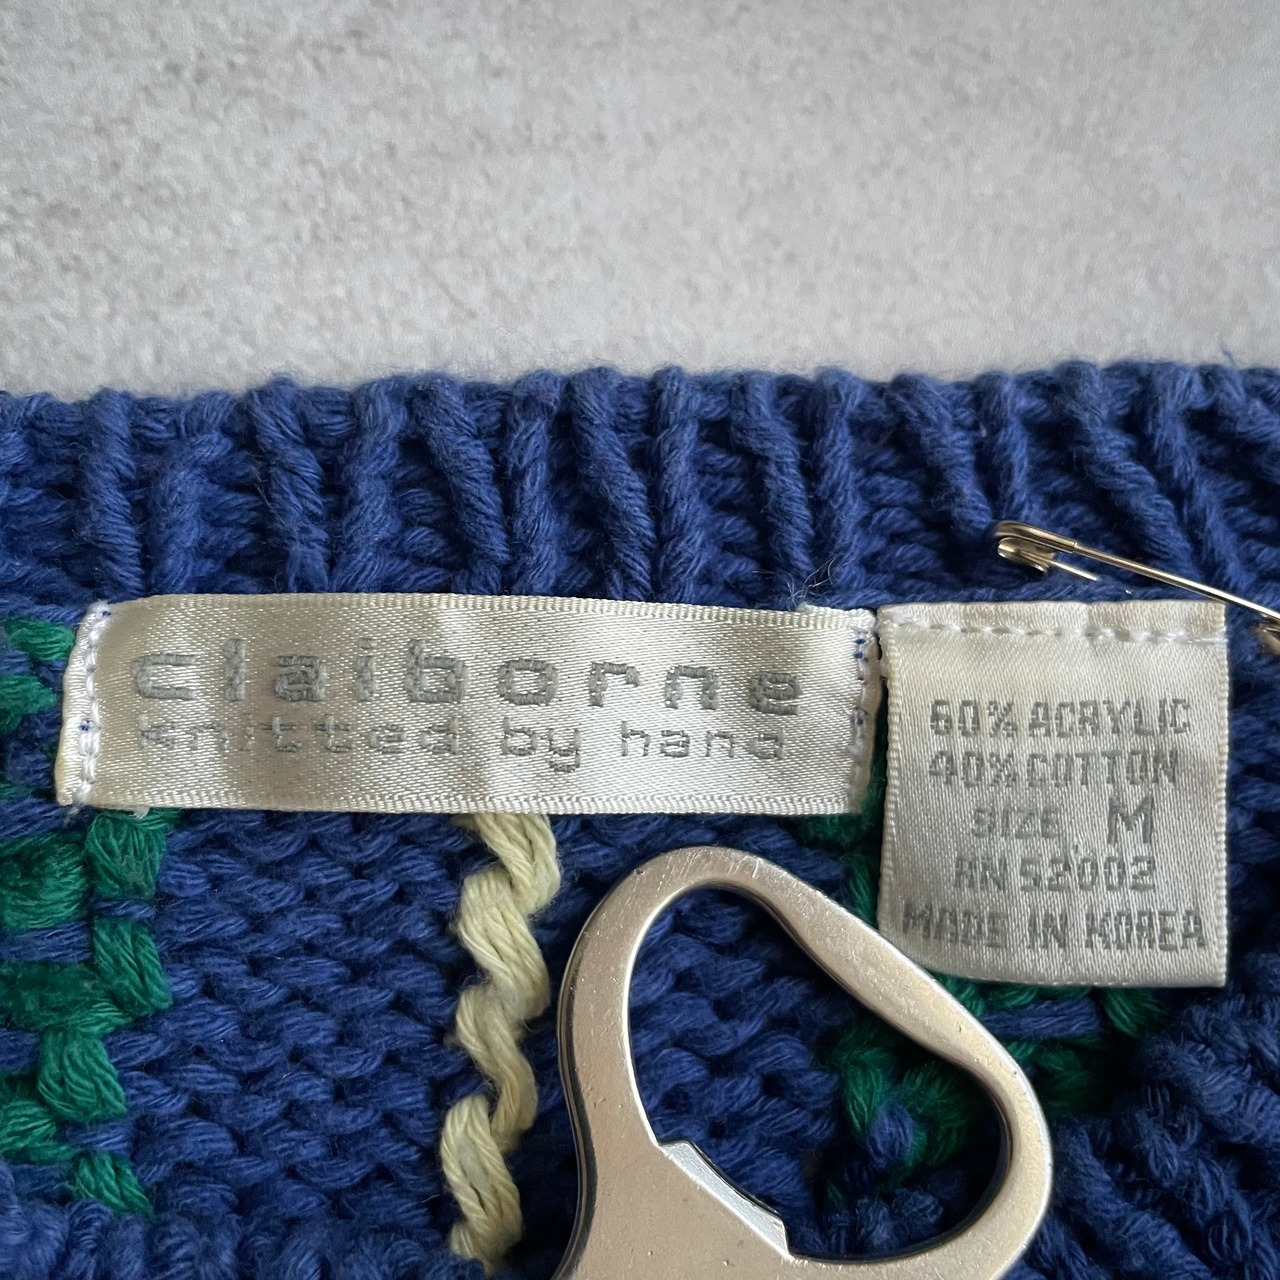 claiborne
knitted by hand
60% ACRYLIC
40% COTTON
SIZE M
RN 52002
MADE IN KOREA